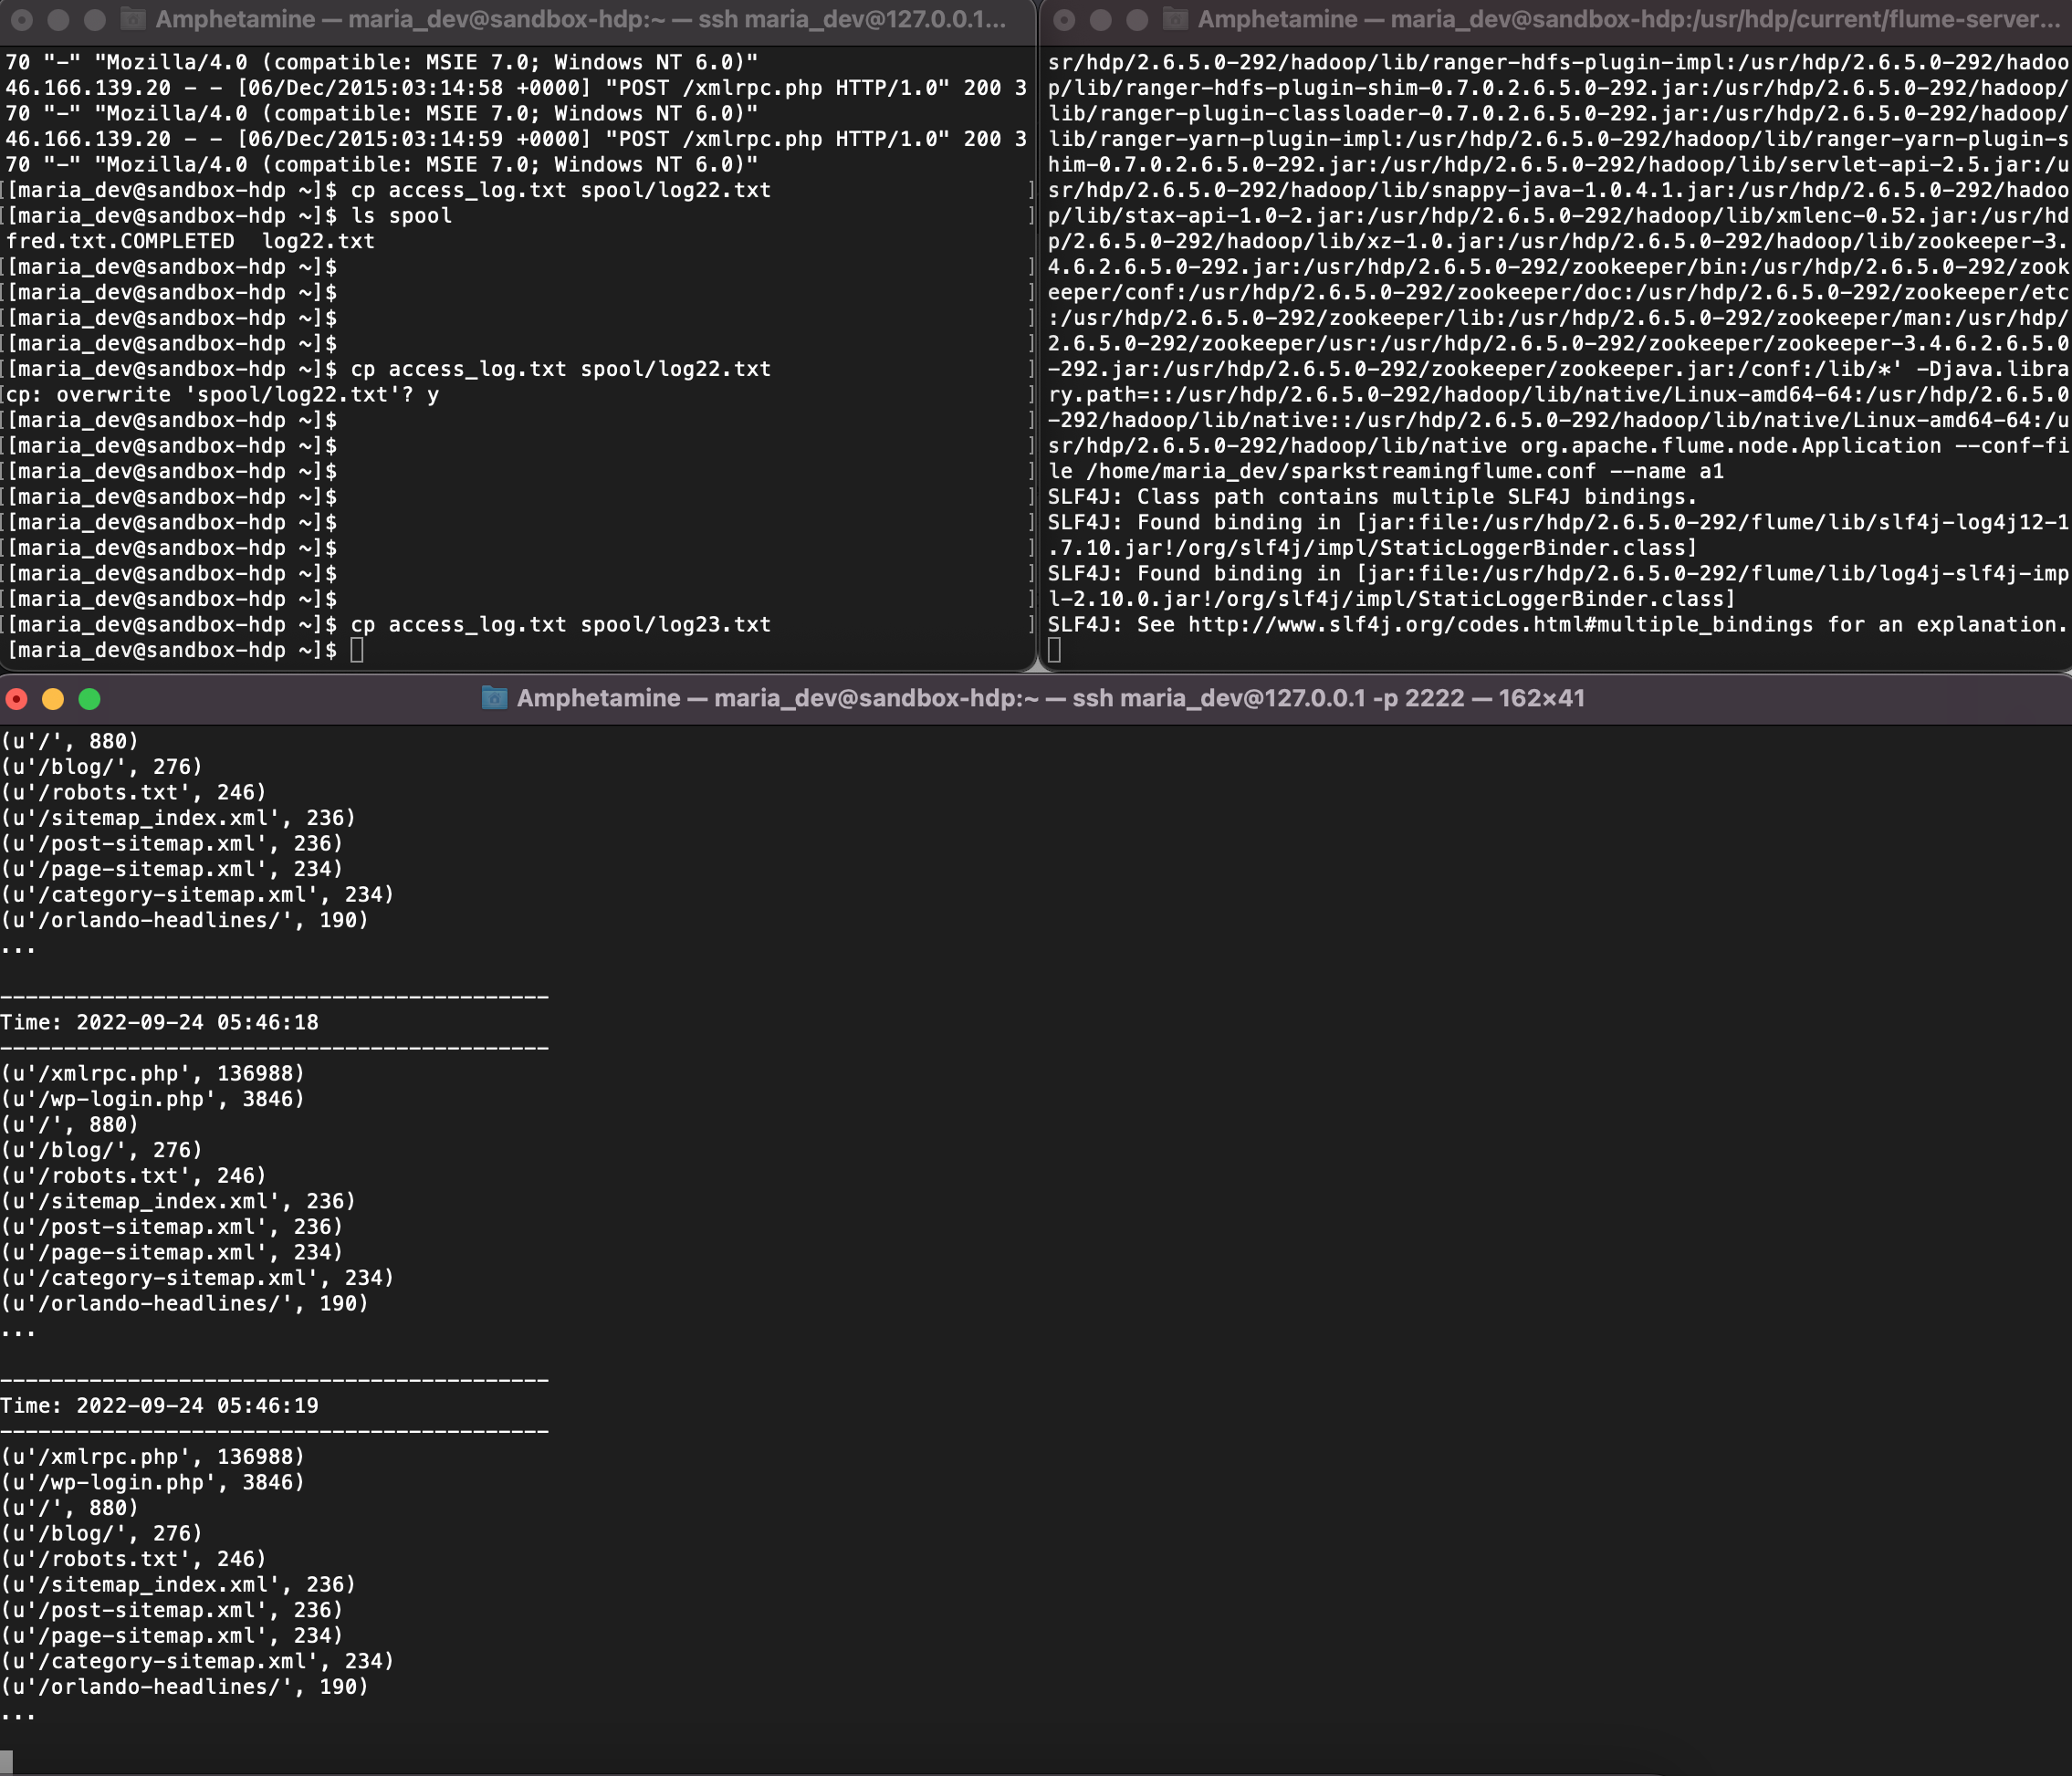 Amphetamine — maria_dev@sandbox-hdp:~ — ssh maria_dev@127.0.0.1...
70 "-" "Mozilla/4.0 (compatible: MSIE 7.0; Windows NT 6.0)"
46.166.139.20 - - [06/Dec/2015:03:14:58 +0000] "POST /xmlrpc.php HTTP/1.0" 200 3
70 "-" "Mozilla/4.0 (compatible: MSIE 7.0; Windows NT 6.0)"
46.166.139.20 - - [06/Dec/2015:03:14:59 +0000] "POST /xmlrpc.php HTTP/1.0" 200 3
70 "-" "Mozilla/4.0 (compatible: MSIE 7.0; Windows NT 6.0)"
[[maria_dev@sandbox-hdp ~]$ cp access_log.txt spool/log22.txt ]
[[maria_dev@sandbox-hdp ~]$ ls spool ]
fred.txt.COMPLETED  log22.txt
[[maria_dev@sandbox-hdp ~]$ ]
[[maria_dev@sandbox-hdp ~]$ ]
[[maria_dev@sandbox-hdp ~]$ ]
[[maria_dev@sandbox-hdp ~]$ ]
[[maria_dev@sandbox-hdp ~]$ cp access_log.txt spool/log22.txt ]
[cp: overwrite 'spool/log22.txt'? y ]
[[maria_dev@sandbox-hdp ~]$ ]
[[maria_dev@sandbox-hdp ~]$ ]
[[maria_dev@sandbox-hdp ~]$ ]
[[maria_dev@sandbox-hdp ~]$ ]
[[maria_dev@sandbox-hdp ~]$ ]
[[maria_dev@sandbox-hdp ~]$ ]
[[maria_dev@sandbox-hdp ~]$ ]
[[maria_dev@sandbox-hdp ~]$ ]
[[maria_dev@sandbox-hdp ~]$ cp access_log.txt spool/log23.txt ]
[maria_dev@sandbox-hdp ~]$
Amphetamine — maria_dev@sandbox-hdp:/usr/hdp/current/flume-server...
sr/hdp/2.6.5.0-292/hadoop/lib/ranger-hdfs-plugin-impl:/usr/hdp/2.6.5.0-292/hadoo
p/lib/ranger-hdfs-plugin-shim-0.7.0.2.6.5.0-292.jar:/usr/hdp/2.6.5.0-292/hadoop/
lib/ranger-plugin-classloader-0.7.0.2.6.5.0-292.jar:/usr/hdp/2.6.5.0-292/hadoop/
lib/ranger-yarn-plugin-impl:/usr/hdp/2.6.5.0-292/hadoop/lib/ranger-yarn-plugin-s
him-0.7.0.2.6.5.0-292.jar:/usr/hdp/2.6.5.0-292/hadoop/lib/servlet-api-2.5.jar:/u
sr/hdp/2.6.5.0-292/hadoop/lib/snappy-java-1.0.4.1.jar:/usr/hdp/2.6.5.0-292/hadoo
p/lib/stax-api-1.0-2.jar:/usr/hdp/2.6.5.0-292/hadoop/lib/xmlenc-0.52.jar:/usr/hd
p/2.6.5.0-292/hadoop/lib/xz-1.0.jar:/usr/hdp/2.6.5.0-292/hadoop/lib/zookeeper-3.
4.6.2.6.5.0-292.jar:/usr/hdp/2.6.5.0-292/zookeeper/bin:/usr/hdp/2.6.5.0-292/zook
eeper/conf:/usr/hdp/2.6.5.0-292/zookeeper/doc:/usr/hdp/2.6.5.0-292/zookeeper/etc
:/usr/hdp/2.6.5.0-292/zookeeper/lib:/usr/hdp/2.6.5.0-292/zookeeper/man:/usr/hdp/
2.6.5.0-292/zookeeper/usr:/usr/hdp/2.6.5.0-292/zookeeper/zookeeper-3.4.6.2.6.5.0
-292.jar:/usr/hdp/2.6.5.0-292/zookeeper/zookeeper.jar:/conf:/lib/*' -Djava.libra
ry.path=::/usr/hdp/2.6.5.0-292/hadoop/lib/native/Linux-amd64-64:/usr/hdp/2.6.5.0
-292/hadoop/lib/native::/usr/hdp/2.6.5.0-292/hadoop/lib/native/Linux-amd64-64:/u
sr/hdp/2.6.5.0-292/hadoop/lib/native org.apache.flume.node.Application --conf-fi
le /home/maria_dev/sparkstreamingflume.conf --name a1
SLF4J: Class path contains multiple SLF4J bindings.
SLF4J: Found binding in [jar:file:/usr/hdp/2.6.5.0-292/flume/lib/slf4j-log4j12-1
.7.10.jar!/org/slf4j/impl/StaticLoggerBinder.class]
SLF4J: Found binding in [jar:file:/usr/hdp/2.6.5.0-292/flume/lib/log4j-slf4j-imp
l-2.10.0.jar!/org/slf4j/impl/StaticLoggerBinder.class]
SLF4J: See http://www.slf4j.org/codes.html#multiple_bindings for an explanation.
Amphetamine — maria_dev@sandbox-hdp:~ — ssh maria_dev@127.0.0.1 -p 2222 — 162×41
(u'/', 880)
(u'/blog/', 276)
(u'/robots.txt', 246)
(u'/sitemap_index.xml', 236)
(u'/post-sitemap.xml', 236)
(u'/page-sitemap.xml', 234)
(u'/category-sitemap.xml', 234)
(u'/orlando-headlines/', 190)
...
-------------------------------------------
Time: 2022-09-24 05:46:18
-------------------------------------------
(u'/xmlrpc.php', 136988)
(u'/wp-login.php', 3846)
(u'/', 880)
(u'/blog/', 276)
(u'/robots.txt', 246)
(u'/sitemap_index.xml', 236)
(u'/post-sitemap.xml', 236)
(u'/page-sitemap.xml', 234)
(u'/category-sitemap.xml', 234)
(u'/orlando-headlines/', 190)
...
-------------------------------------------
Time: 2022-09-24 05:46:19
-------------------------------------------
(u'/xmlrpc.php', 136988)
(u'/wp-login.php', 3846)
(u'/', 880)
(u'/blog/', 276)
(u'/robots.txt', 246)
(u'/sitemap_index.xml', 236)
(u'/post-sitemap.xml', 236)
(u'/page-sitemap.xml', 234)
(u'/category-sitemap.xml', 234)
(u'/orlando-headlines/', 190)
...